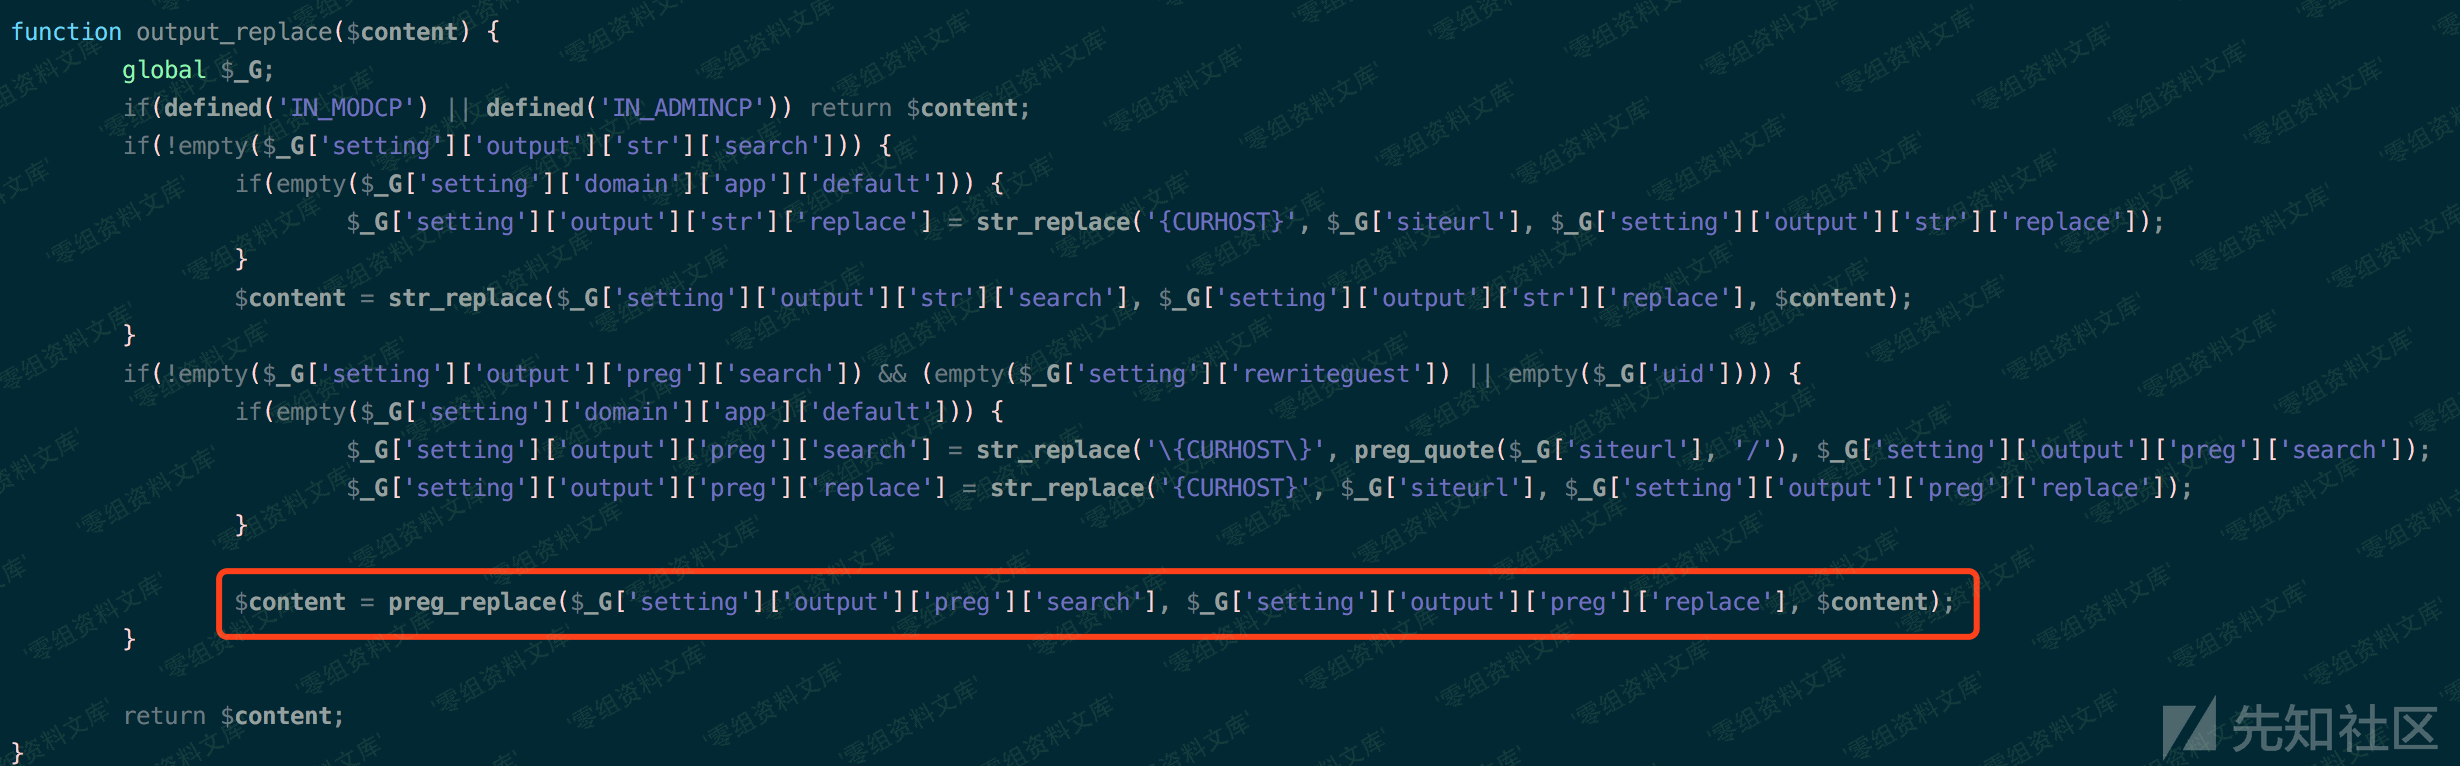 function output_replace($content) {
global $_G;
if(defined('IN_MODCP') || defined('IN_ADMINCP')) return $content;
if(!empty($_G['setting']['output']['str']['search'])) {
if(empty($_G['setting']['domain']['app']['default'])) {
$_G['setting']['output']['str']['replace'] = str_replace('{CURHOST}', $_G['siteurl'], $_G['setting']['output']['str']['replace']);
}
$content = str_replace($_G['setting']['output']['str']['search'], $_G['setting']['output']['str']['replace'], $content);
}
if(!empty($_G['setting']['output']['preg']['search']) && (empty($_G['setting']['rewriteguest']) || empty($_G['uid']))) {
if(empty($_G['setting']['domain']['app']['default'])) {
$_G['setting']['output']['preg']['search'] = str_replace('\{CURHOST\}', preg_quote($_G['siteurl'], '/'), $_G['setting']['output']['preg']['search']);
$_G['setting']['output']['preg']['replace'] = str_replace('{CURHOST}', $_G['siteurl'], $_G['setting']['output']['preg']['replace']);
}
$content = preg_replace($_G['setting']['output']['preg']['search'], $_G['setting']['output']['preg']['replace'], $content);
}
return $content;
}
先知社区
'零组资料文库'